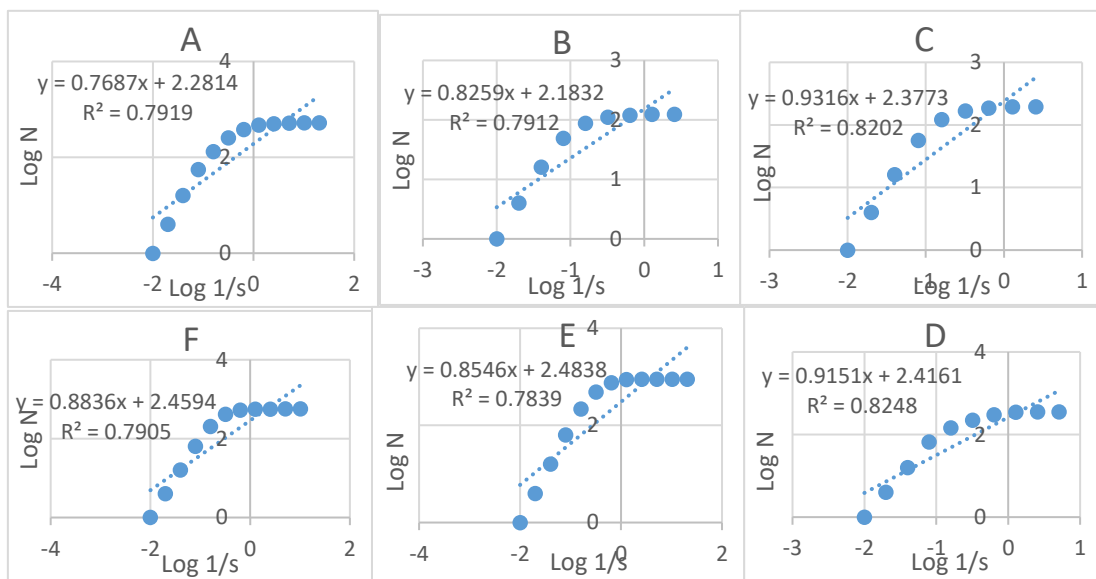 A
y = 0.7687x + 2.2814
R² = 0.7919
Log N
4
2
0
-4
-2
0
2
Log 1/s
B
y = 0.8259x + 2.1832
R² = 0.7912
Log N
3
2
1
0
-3
-2
-1
0
1
Log 1/s
C
y = 0.9316x + 2.3773
R² = 0.8202
Log N
3
2
1
0
-3
-2
-1
0
1
Log 1/s
F
y = 0.8836x + 2.4594
R² = 0.7905
Log N
4
2
0
-4
-2
0
2
Log 1/s
E
y = 0.8546x + 2.4838
R² = 0.7839
Log N
4
2
0
-4
-2
0
2
Log 1/s
D
y = 0.9151x + 2.4161
R² = 0.8248
Log N
4
2
0
-3
-2
-1
0
1
Log 1/s